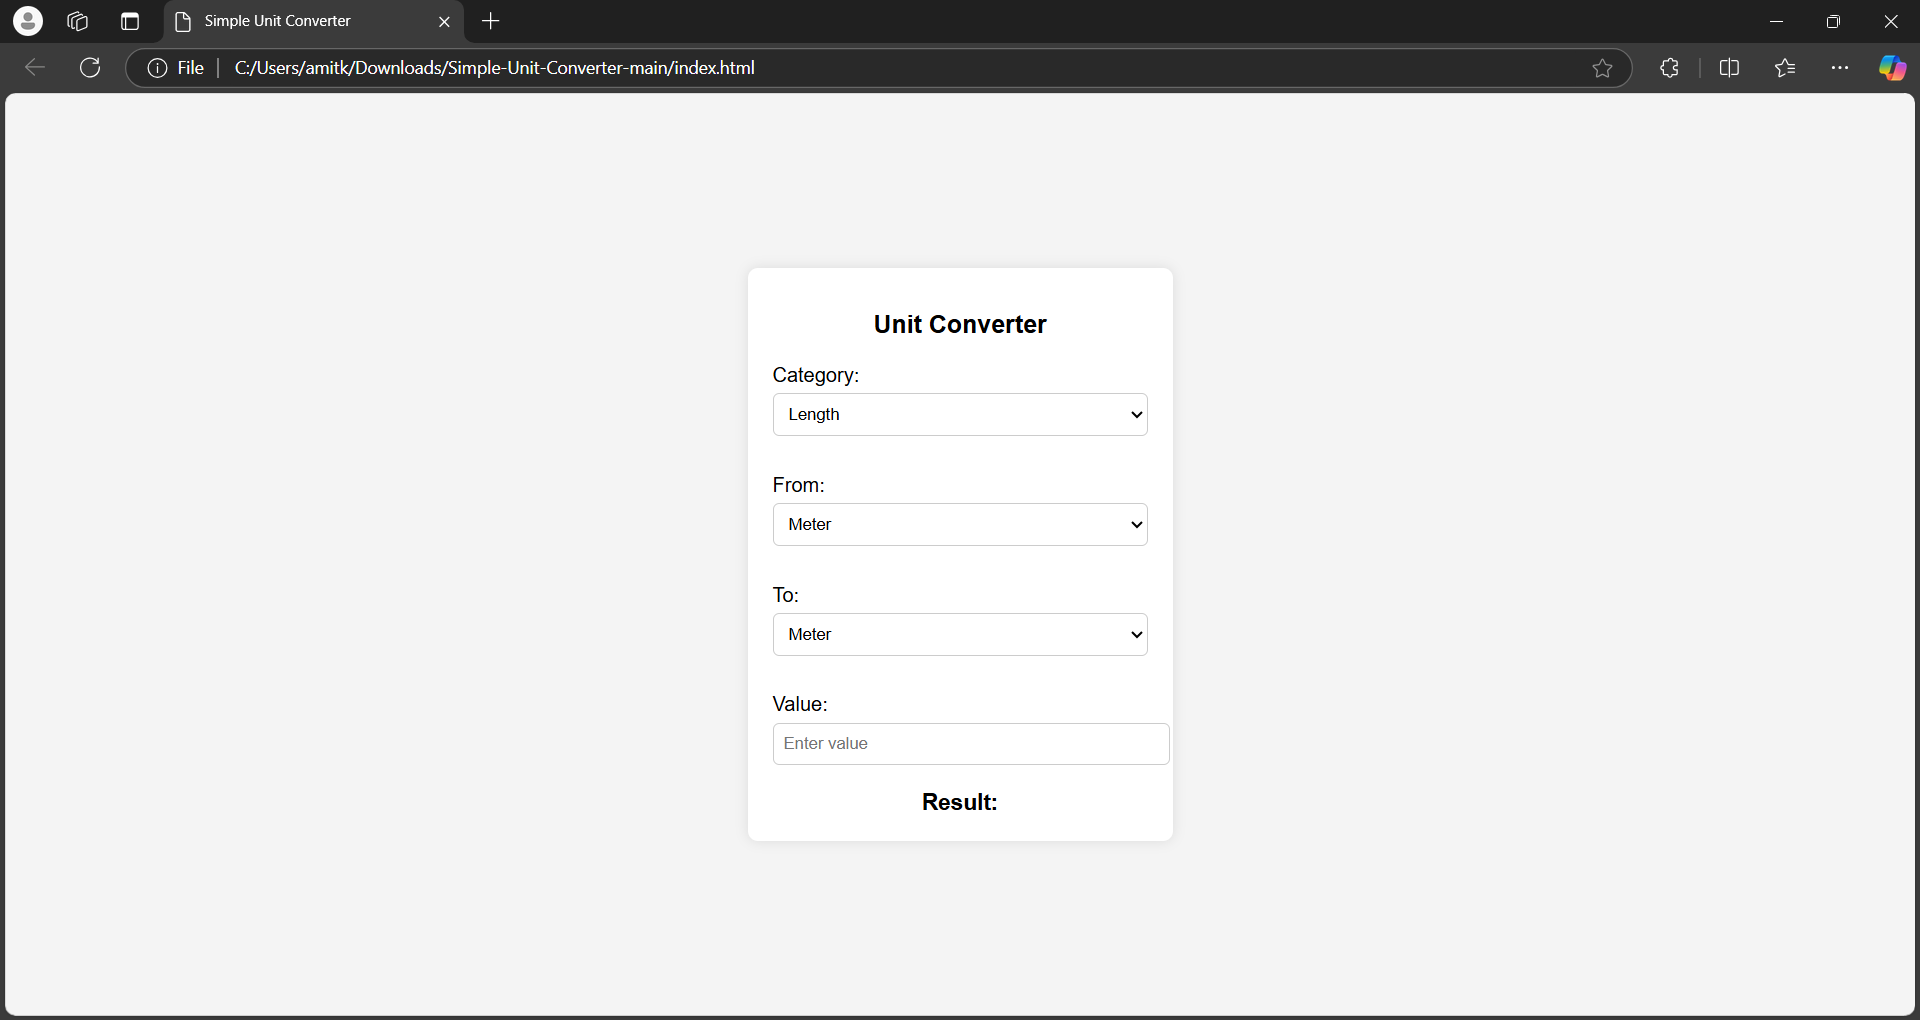 Simple Unit Converter
File
C:/Users/amitk/Downloads/Simple-Unit-Converter-main/index.html
Unit Converter
Category:
Length
From:
Meter
To:
Meter
Value:
Enter value
Result: